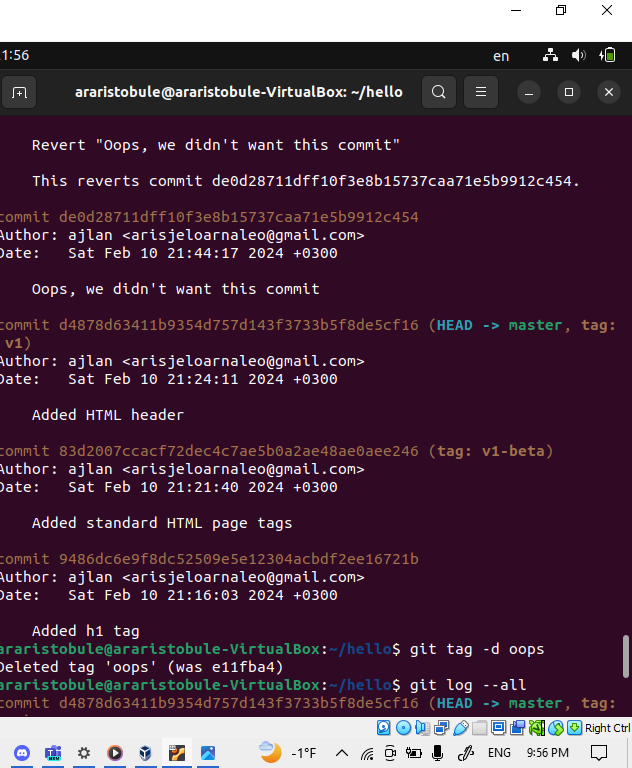 1:56
en
araristobule@araristobule-VirtualBox: ~/hello
Revert "Oops, we didn't want this commit"
This reverts commit de0d28711dff10f3e8b15737caa71e5b9912c454.
commit de0d28711dff10f3e8b15737caa71e5b9912c454
Author: ajlan <arisjeloarnaleo@gmail.com>
Date:   Sat Feb 10 21:44:17 2024 +0300
Oops, we didn't want this commit
commit d4878d63411b9354d757d143f3733b5f8de5cf16 (HEAD -> master, tag:
v1)
Author: ajlan <arisjeloarnaleo@gmail.com>
Date:   Sat Feb 10 21:24:11 2024 +0300
Added HTML header
commit 83d2007ccacf72dec4c7ae5b0a2ae48ae0aee246 (tag: v1-beta)
Author: ajlan <arisjeloarnaleo@gmail.com>
Date:   Sat Feb 10 21:21:40 2024 +0300
Added standard HTML page tags
commit 9486dc6e9f8dc52509e5e12304acbdf2ee16721b
Author: ajlan <arisjeloarnaleo@gmail.com>
Date:   Sat Feb 10 21:16:03 2024 +0300
Added h1 tag
araristobule@araristobule-VirtualBox:~/hello$ git tag -d oops
Deleted tag 'oops' (was e11fba4)
araristobule@araristobule-VirtualBox:~/hello$ git log --all
commit d4878d63411b9354d757d143f3733b5f8de5cf16 (HEAD -> master, tag:
Right Ctrl
-1°F
ENG
9:56 PM